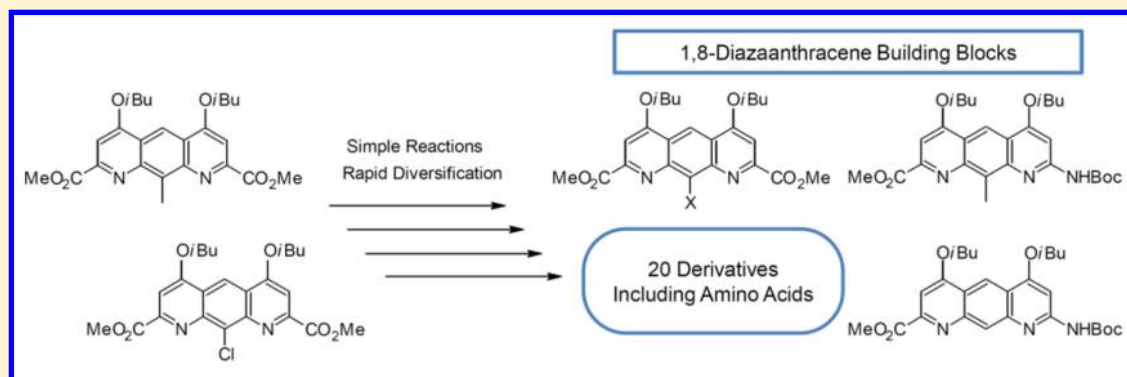 1,8-Diazaanthracene Building Blocks
OiBu OiBu
MeO₂C N N CO₂Me
Simple Reactions
Rapid Diversification
OiBu OiBu
MeO₂C N N CO₂Me
X
OiBu OiBu
MeO₂C N N NHBoc
OiBu OiBu
MeO₂C N N CO₂Me
Cl
20 Derivatives
Including Amino Acids
OiBu OiBu
MeO₂C N N NHBoc